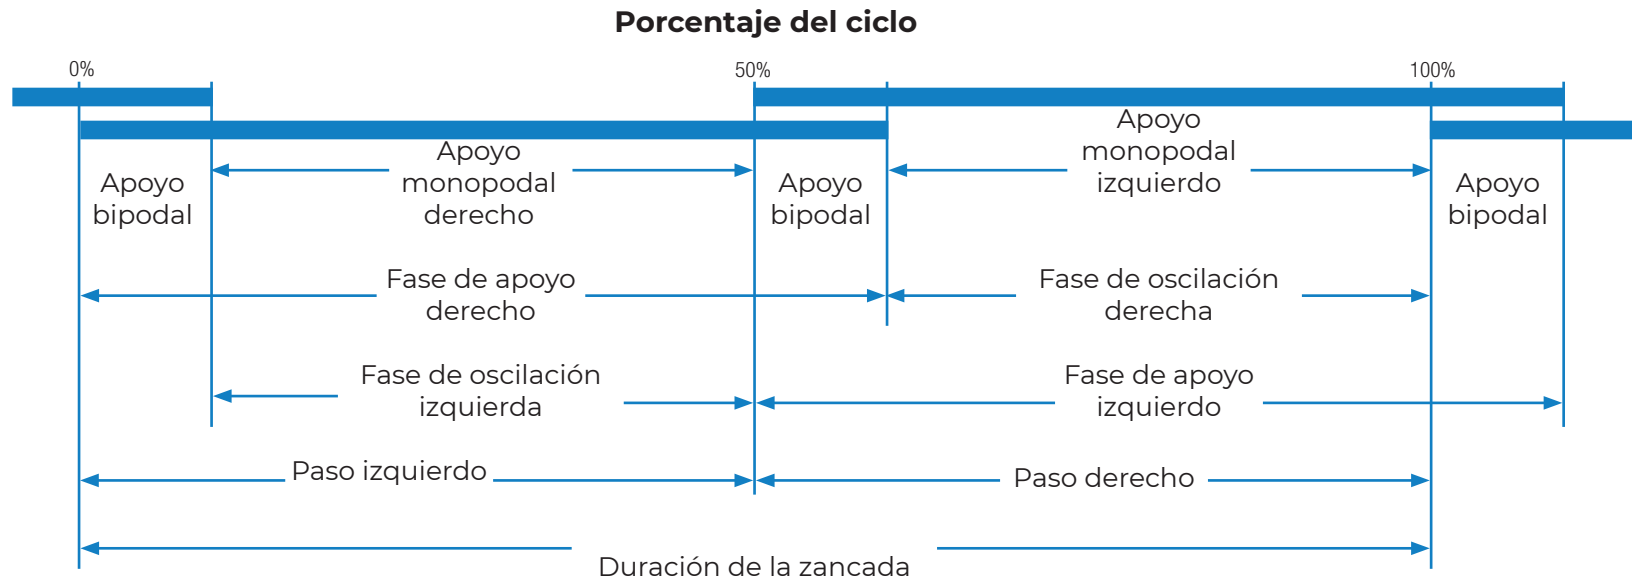 Porcentaje del ciclo
0%
50%
100%
Apoyo
bipodal
Apoyo
monopodal
derecho
Apoyo
bipodal
Apoyo
monopodal
izquierdo
Apoyo
bipodal
Fase de apoyo
derecho
Fase de oscilación
derecha
Fase de oscilación
izquierda
Fase de apoyo
izquierdo
Paso izquierdo
Paso derecho
Duración de la zancada